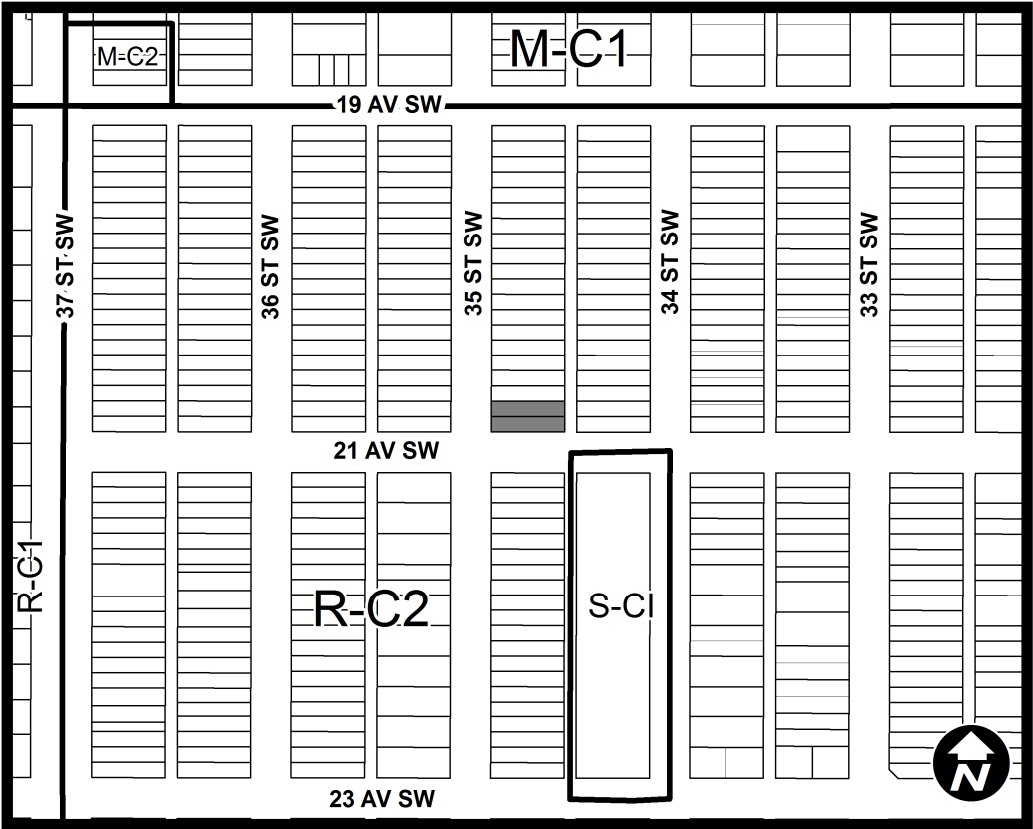 M-C2
M-C1
19 AV SW
37 ST SW
36 ST SW
35 ST SW
34 ST SW
33 ST SW
21 AV SW
R-C1
R-C2
S-CI
N
23 AV SW